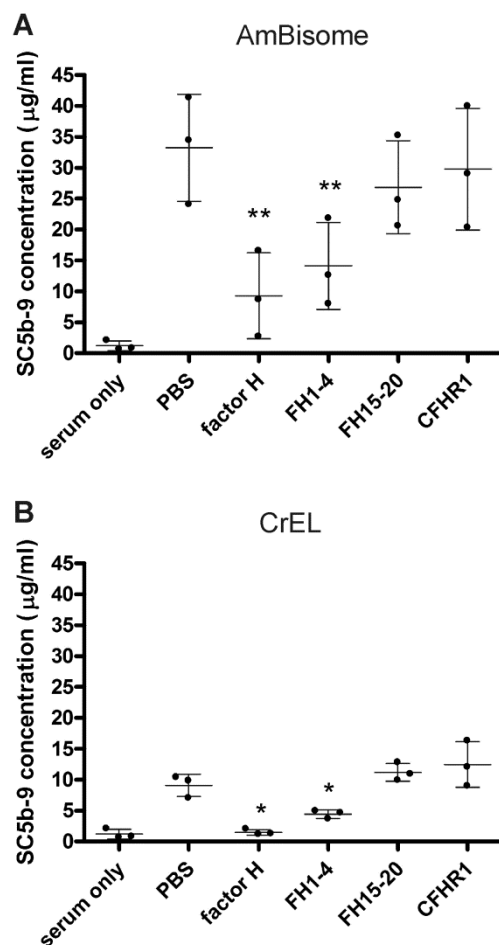 A
AmBisome
SC5b-9 concentration (µg/ml)
45
40
35
30
25
20
15
10
5
0
**
**
serum only
PBS
factor H
FH1-4
FH15-20
CFHR1
B
CrEL
SC5b-9 concentration (µg/ml)
45
40
35
30
25
20
15
10
5
0
*
*
serum only
PBS
factor H
FH1-4
FH15-20
CFHR1